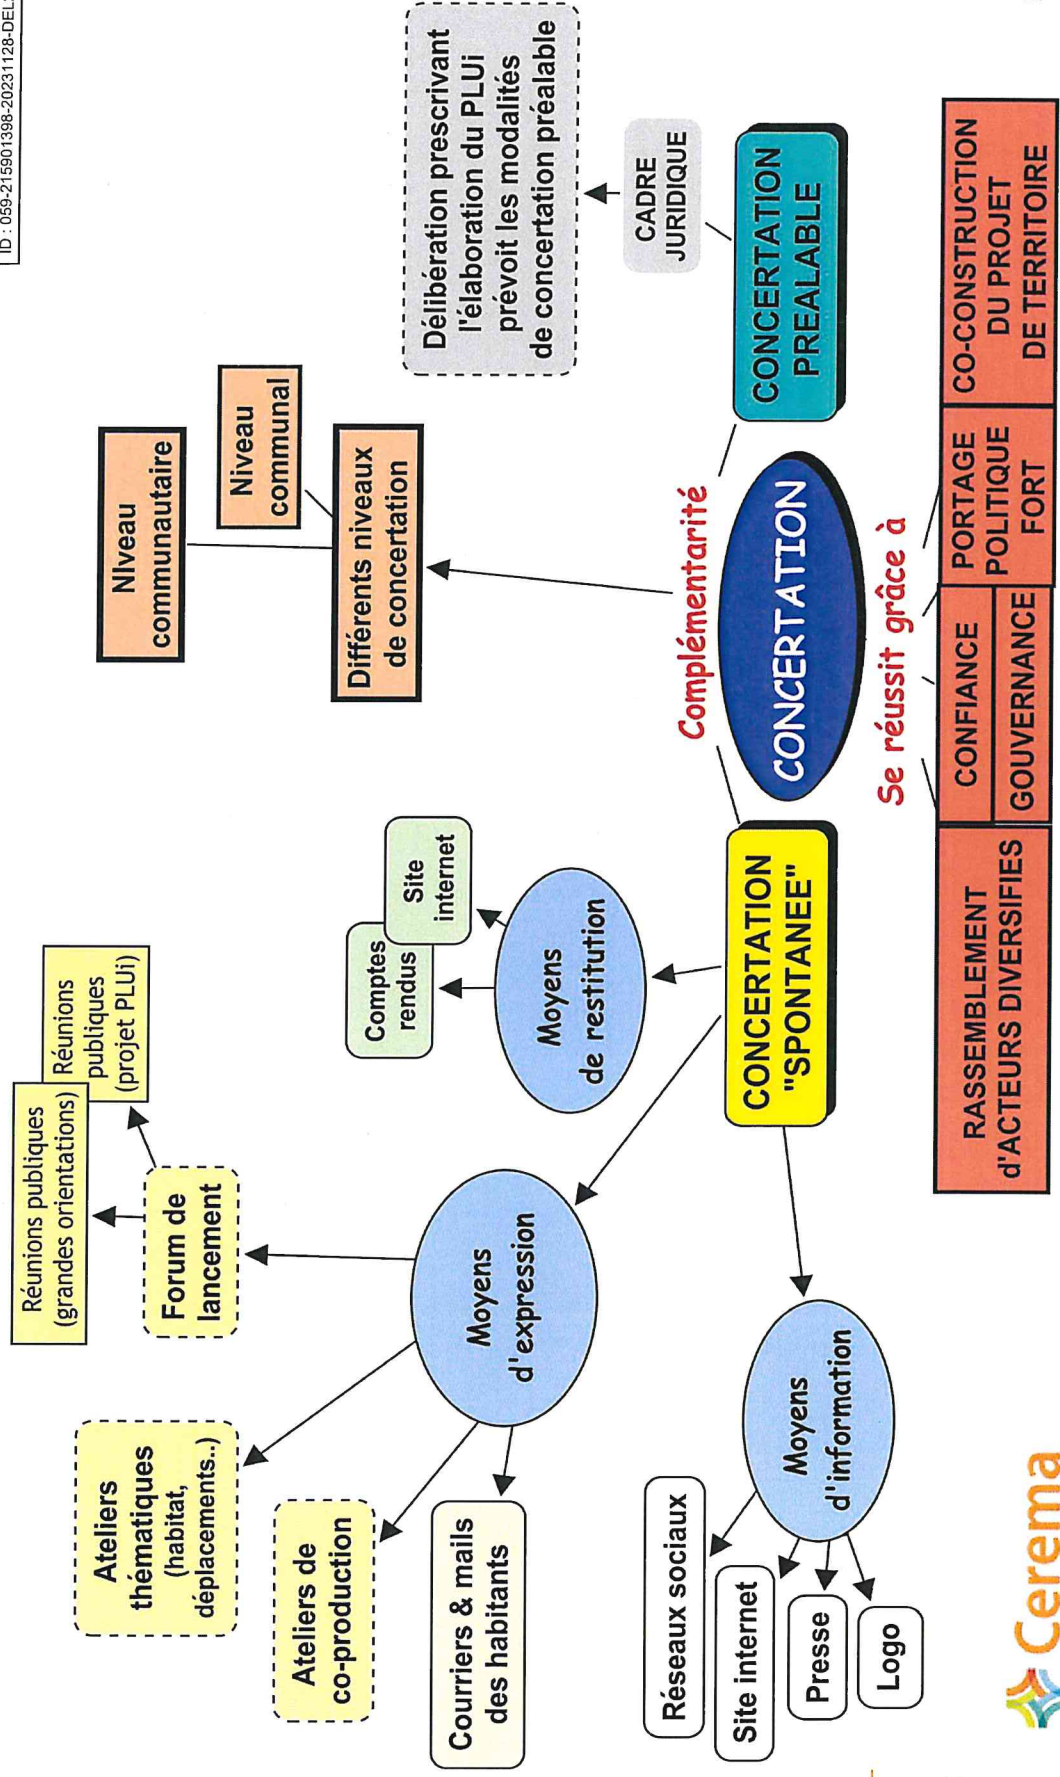 ID : 059-215901398-20231128-DEL
Réunions publiques
(grandes orientations)
Réunions
publiques
(projet PLUi)
Forum de
lancement
Ateliers
thématiques
(habitat,
déplacements..)
Ateliers de
co-production
Courriers & mails
des habitants
Moyens
d'expression
Comptes
rendus
Site
internet
Moyens
de restitution
NIveau
communautaire
Niveau
communal
Différents niveaux
de concertation
Délibération prescrivant
l'élaboration du PLUi
prévoit les modalités
de concertation préalable
CADRE
JURIDIQUE
Réseaux sociaux
Site internet
Presse
Logo
Moyens
d'information
CONCERTATION
"SPONTANEE"
Complémentarité
CONCERTATION
CONCERTATION
PREALABLE
Se réussit grâce à
RASSEMBLEMENT
d'ACTEURS DIVERSIFIES
CONFIANCE
GOUVERNANCE
PORTAGE
POLITIQUE
FORT
CO-CONSTRUCTION
DU PROJET
DE TERRITOIRE
Cerema